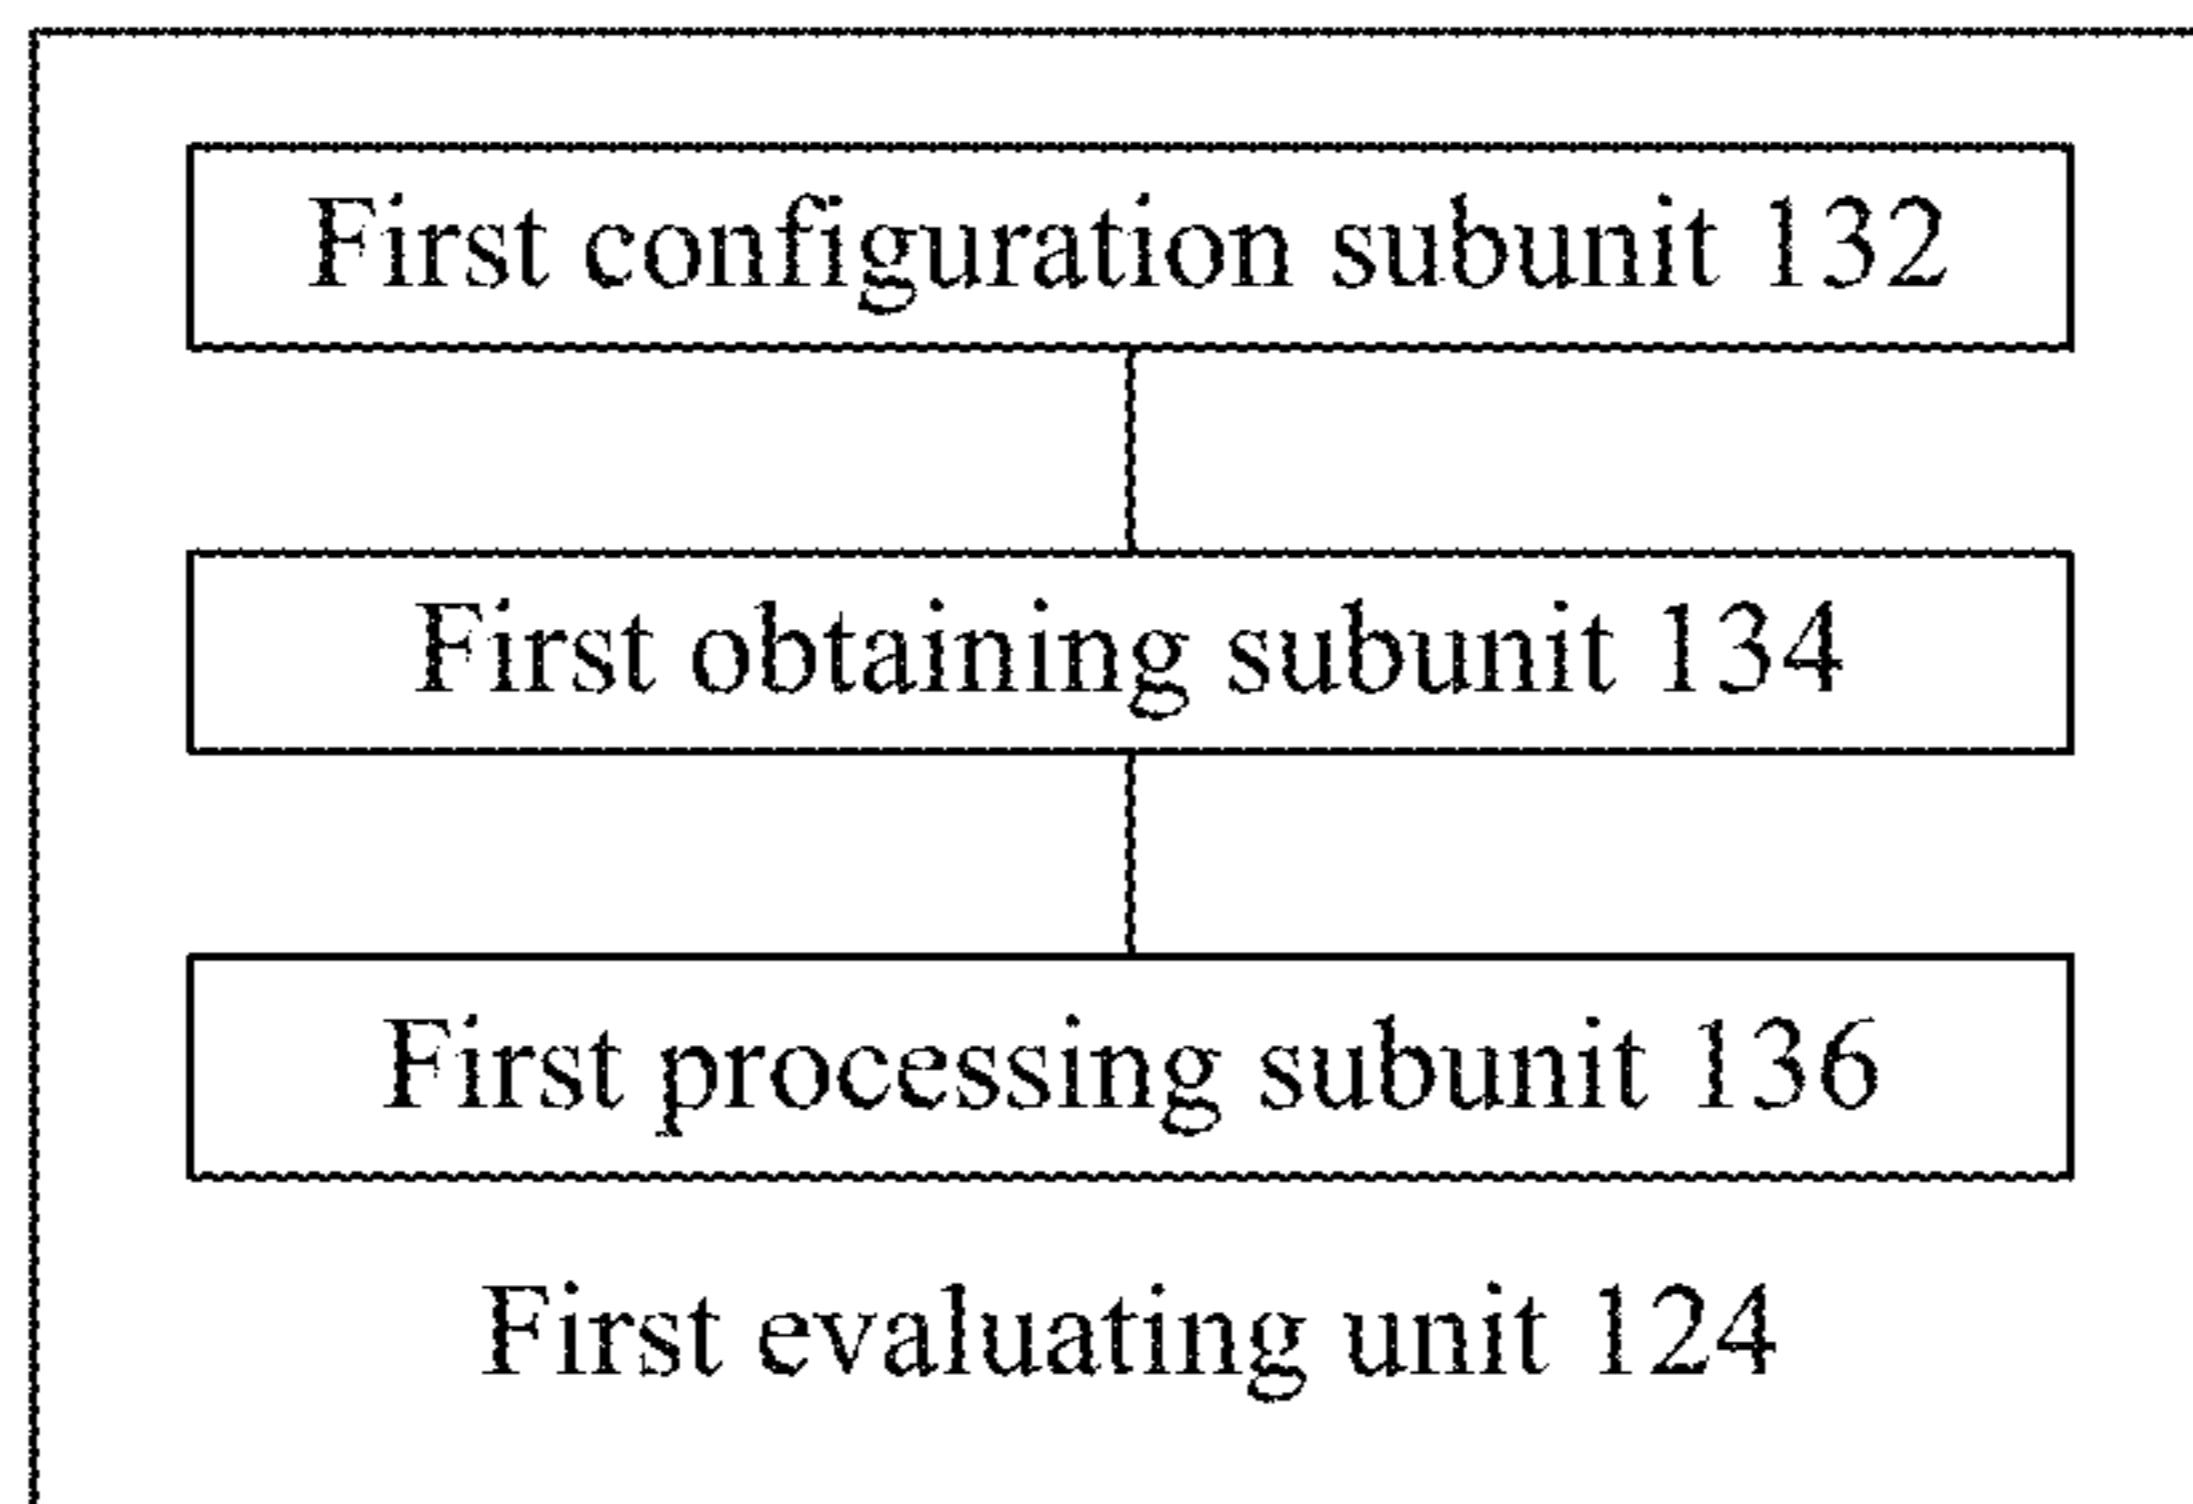 First configuration subunit 132
First obtaining subunit 134
First processing subunit 136
First evaluating unit 124